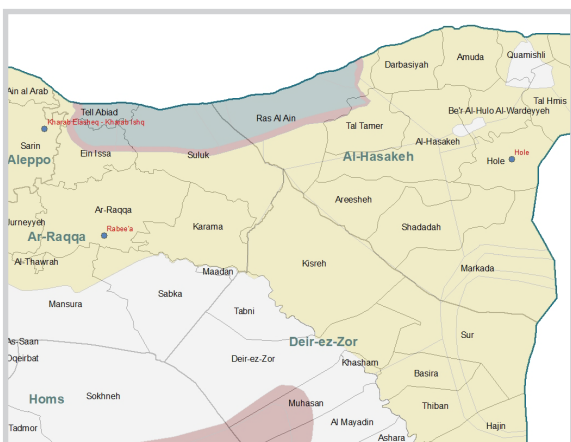 Quamishli
Amuda
Darbasiyah
Ain al Arab
Tal Hmis
Tell Abiad
Be'r Al-Hulo Al-Wardeyyeh
Kharab Elasheq - Kharab Ishq
Ras Al Ain
Tal Tamer
Al-Hasakeh
Sarin
Ein Issa
Suluk
Hole
Al-Hasakeh
Hole
Aleppo
Areesheh
Ar-Raqqa
Jurneyyeh
Karama
Shadadah
Rabee'a
Ar-Raqqa
Al-Thawrah
Kisreh
Markada
Maadan
Sabka
Mansura
Tabni
Sur
As-Saan
Deir-ez-Zor
Oqeirbat
Deir-ez-Zor
Khasham
Basira
Homs
Sokhneh
Muhasan
Thiban
Al Mayadin
Tadmor
Hajin
Ashara